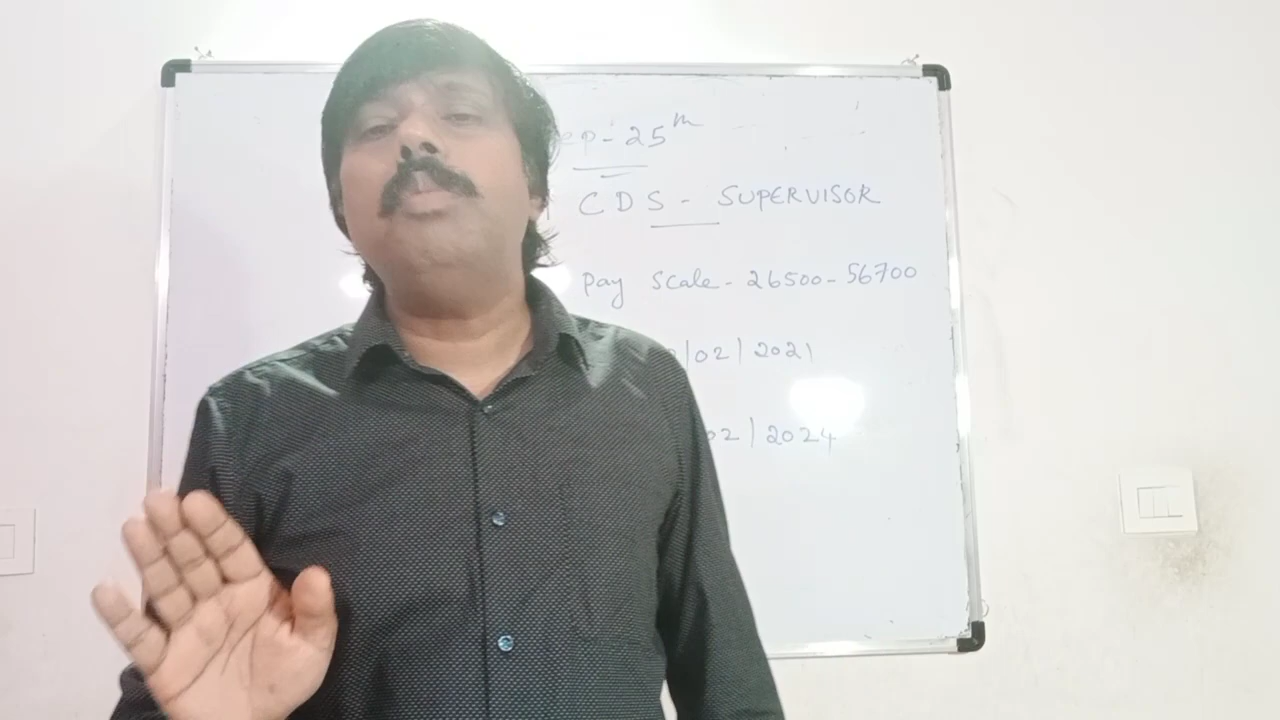 ep - 25th
CDS - SUPERVISOR
Pay Scale - 26500 - 56700
/02/2021
02/2024